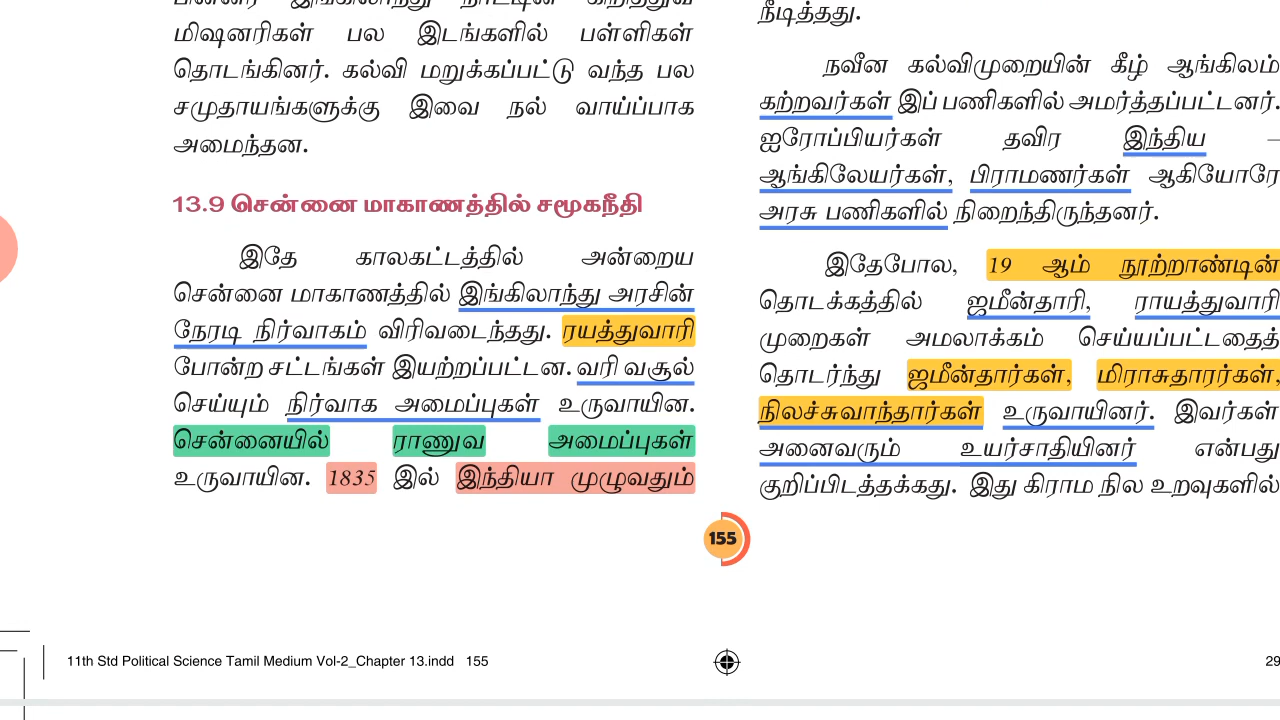 பின்னர் இங்கிலாந்து நாட்டின் கிறித்துவ
மிஷனரிகள் பல இடங்களில் பள்ளிகள்
தொடங்கினர். கல்வி மறுக்கப்பட்டு வந்த பல
சமுதாயங்களுக்கு இவை நல் வாய்ப்பாக
அமைந்தன.
13.9 சென்னை மாகாணத்தில் சமூகநீதி
இதே காலகட்டத்தில் அன்றைய
சென்னை மாகாணத்தில் இங்கிலாந்து அரசின்
நேரடி நிர்வாகம் விரிவடைந்தது. ரயத்துவாரி
போன்ற சட்டங்கள் இயற்றப்பட்டன. வரி வசூல்
செய்யும் நிர்வாக அமைப்புகள் உருவாயின.
சென்னையில் ராணுவ அமைப்புகள்
உருவாயின. 1835 இல் இந்தியா முழுவதும்
நீடித்தது.
நவீன கல்விமுறையின் கீழ் ஆங்கிலம்
கற்றவர்கள் இப் பணிகளில் அமர்த்தப்பட்டனர்.
ஐரோப்பியர்கள் தவிர இந்திய –
ஆங்கிலேயர்கள், பிராமணர்கள் ஆகியோரே
அரசு பணிகளில் நிறைந்திருந்தனர்.
இதேபோல, 19 ஆம் நூற்றாண்டின்
தொடக்கத்தில் ஜமீன்தாரி, ராயத்துவாரி
முறைகள் அமலாக்கம் செய்யப்பட்டதைத்
தொடர்ந்து ஜமீன்தார்கள், மிராசுதாரர்கள்,
நிலச்சுவாந்தார்கள் உருவாயினர். இவர்கள்
அனைவரும் உயர்சாதியினர் என்பது
குறிப்பிடத்தக்கது. இது கிராம நில உறவுகளில்
155
11th Std Political Science Tamil Medium Vol-2_Chapter 13.indd 155
29